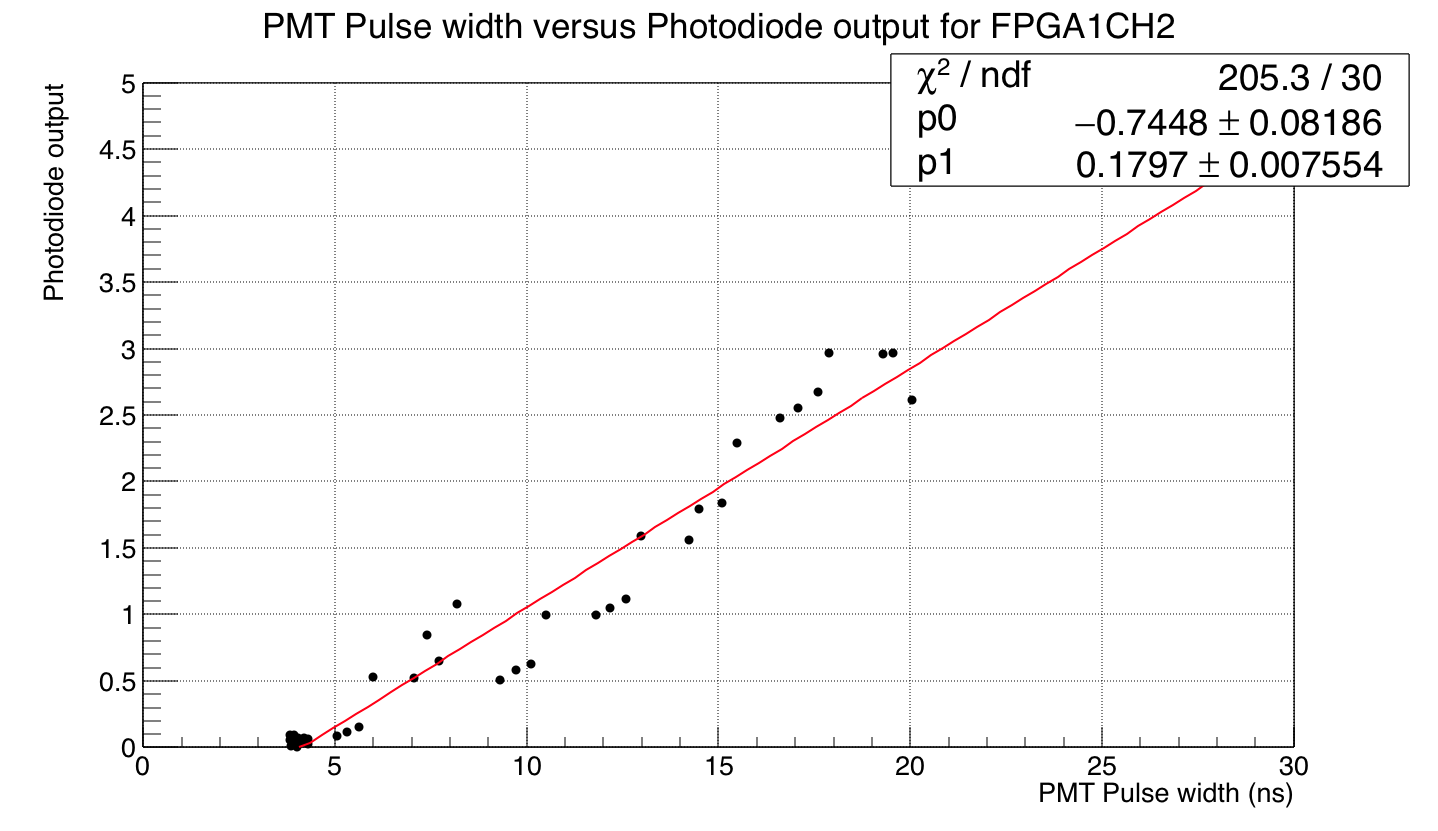 PMT Pulse width versus Photodiode output for FPGA1CH2
χ² / ndf 205.3 / 30
p0 −0.7448 ± 0.08186
p1 0.1797 ± 0.007554
Photodiode output
5
4.5
4
3.5
3
2.5
2
1.5
1
0.5
0
0 5 10 15 20 25 30
PMT Pulse width (ns)